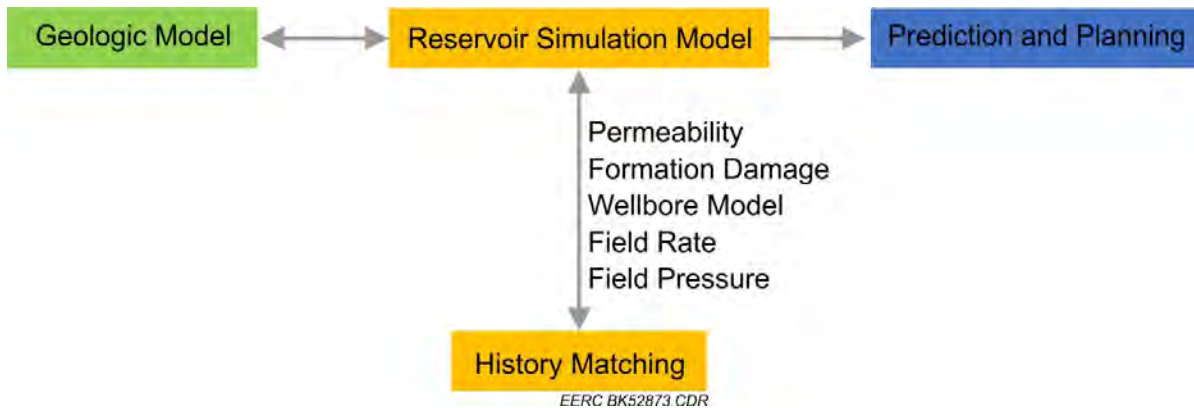 Geologic Model
Reservoir Simulation Model
Prediction and Planning
Permeability
Formation Damage
Wellbore Model
Field Rate
Field Pressure
History Matching
EERC BK52873.CDR